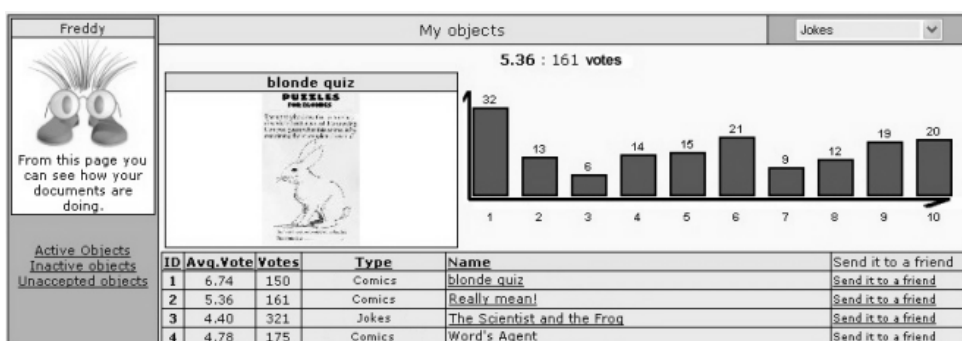 Freddy
My objects
Jokes
From this page you
can see how your
documents are
doing.
Active Objects
Inactive objects
Unaccepted objects
5.36 : 161 votes
blonde quiz
PUZZLES
FOR BLONDES
32 13 6 14 15 21 9 12 19 20
1 2 3 4 5 6 7 8 9 10
ID Avg.Vote Votes Type Name Send it to a friend
1 6.74 150 Comics blonde quiz Send it to a friend
2 5.36 161 Comics Really mean! Send it to a friend
3 4.40 321 Jokes The Scientist and the Frog Send it to a friend
4 4.78 175 Comics Word's Agent Send it to a friend